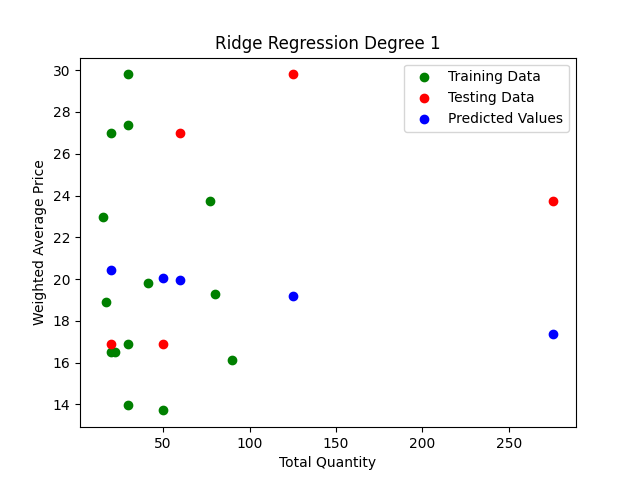 Ridge Regression Degree 1
Training Data
Testing Data
Predicted Values
Weighted Average Price
30
28
26
24
22
20
18
16
14
50
100
150
200
250
Total Quantity